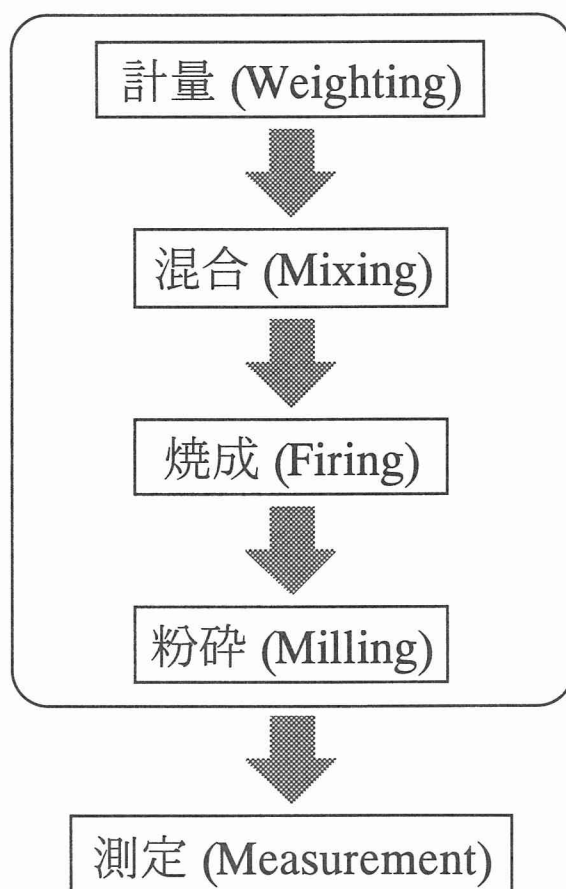 計量 (Weighting)
混合 (Mixing)
焼成 (Firing)
粉砕 (Milling)
測定 (Measurement)